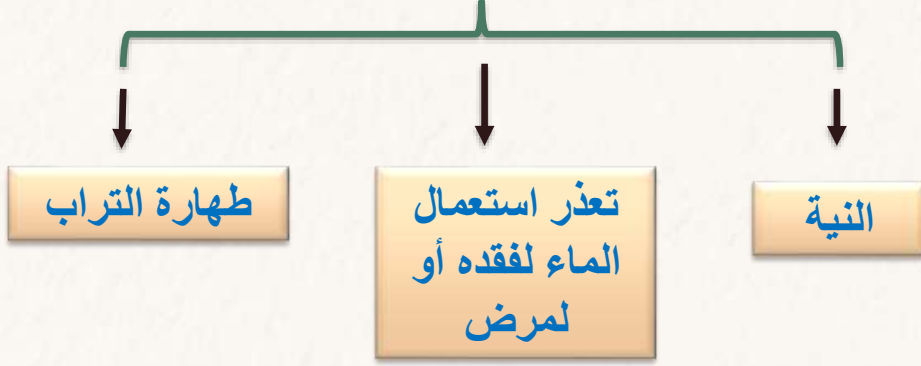 النية
تعذر استعمال
الماء لفقده أو
لمرض
طهارة التراب